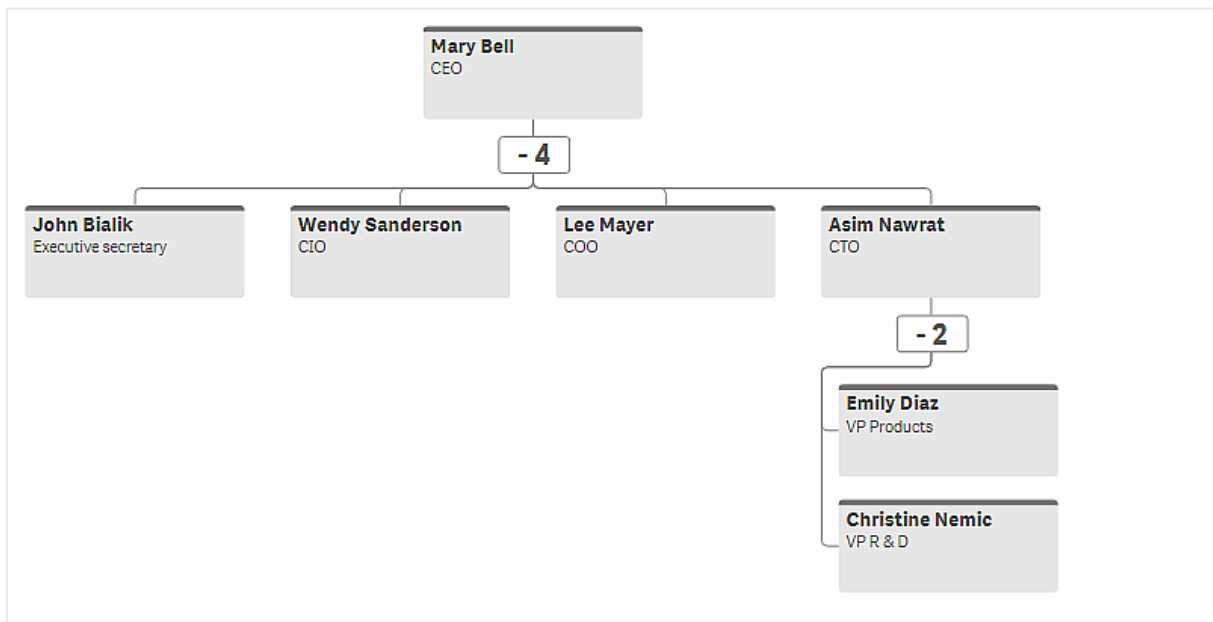 Mary Bell
CEO
- 4
John Bialik
Executive secretary
Wendy Sanderson
CIO
Lee Mayer
COO
Asim Nawrat
CTO
- 2
Emily Diaz
VP Products
Christine Nemic
VP R & D